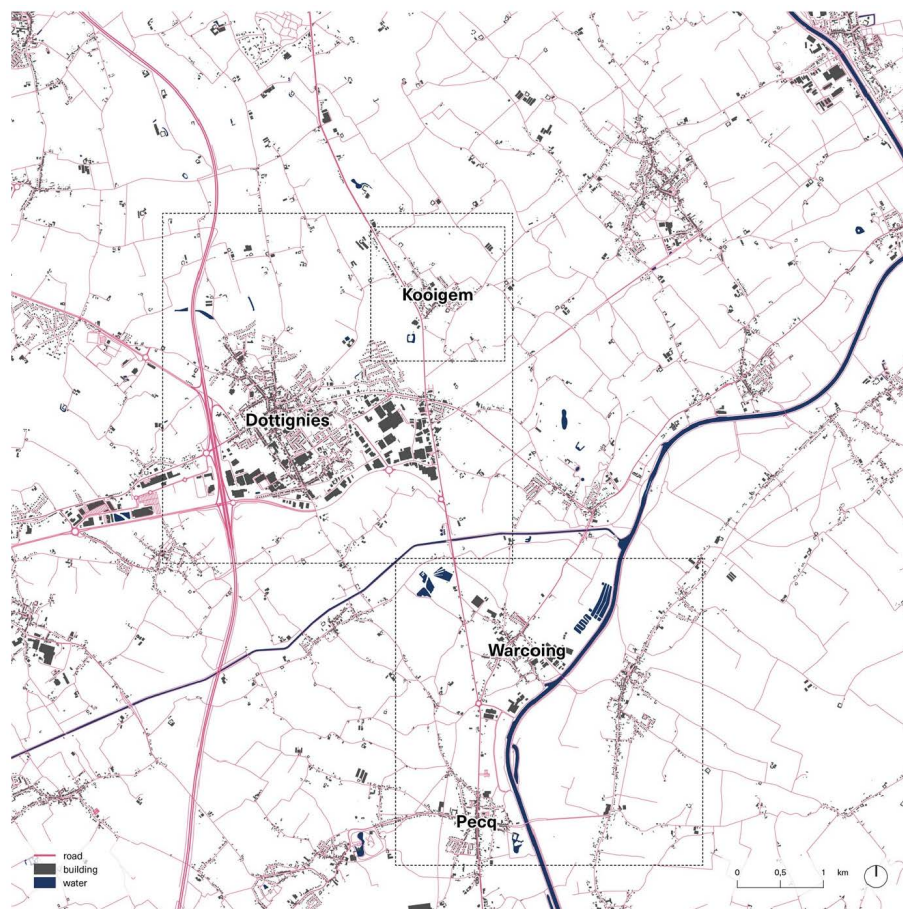 Kooigem
Dottignies
Warcoing
Pecq
road
building
water
0 0,5 1 km